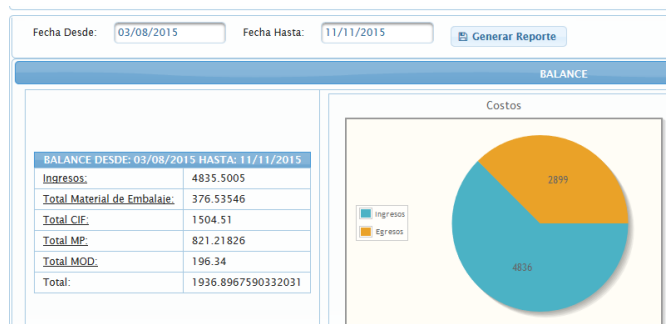 Fecha Desde: 03/08/2015 Fecha Hasta: 11/11/2015 Generar Reporte
BALANCE
BALANCE DESDE: 03/08/2015 HASTA: 11/11/2015
Ingresos: 4835.5005
Total Material de Embalaje: 376.53546
Total CIF: 1504.51
Total MP: 821.21826
Total MOD: 196.34
Total: 1936.8967590332031
Costos
Ingresos
Egresos
2899
4836